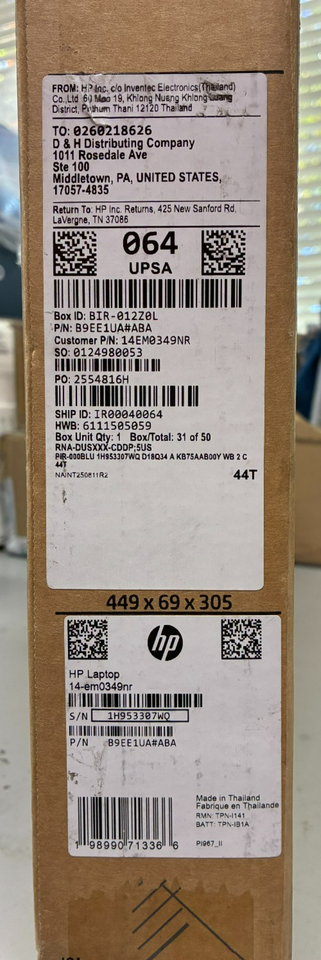 FROM: HP Inc. c/o Inventec Electronics(Thailand)
Co.,Ltd 60 Moo 19, Khlong Nuang Khlong Luang
District, Pathum Thani 12120 Thailand
TO: 0260218626
D & H Distributing Company
1011 Rosedale Ave
Ste 100
Middletown, PA, UNITED STATES,
17057-4835
Return To: HP Inc. Returns, 425 New Sanford Rd,
LaVergne, TN 37086
064
UPSA
Box ID: BIR-012Z0L
P/N: B9EE1UA#ABA
Customer P/N: 14EM0349NR
SO: 0124980053
PO: 2554816H
SHIP ID: IR00040064
HWB: 6111505059
Box Unit Qty: 1 Box/Total: 31 of 50
RNA-DUSXXX-CDDP;5US
PIR-000BLU 1H953307WQ D18Q34 A KB75AAB00Y WB 2 C
44T
NAINT250811R2
44T
449 x 69 x 305
hp
HP Laptop
14-em0349nr
S/N 1H953307WQ
P/N B9EE1UA#ABA
1 98990 71336 6
Made in Thailand
Fabriqué en Thaïlande
RMN: TPN-I141
BATT: TPN-IB1A
PI967_II